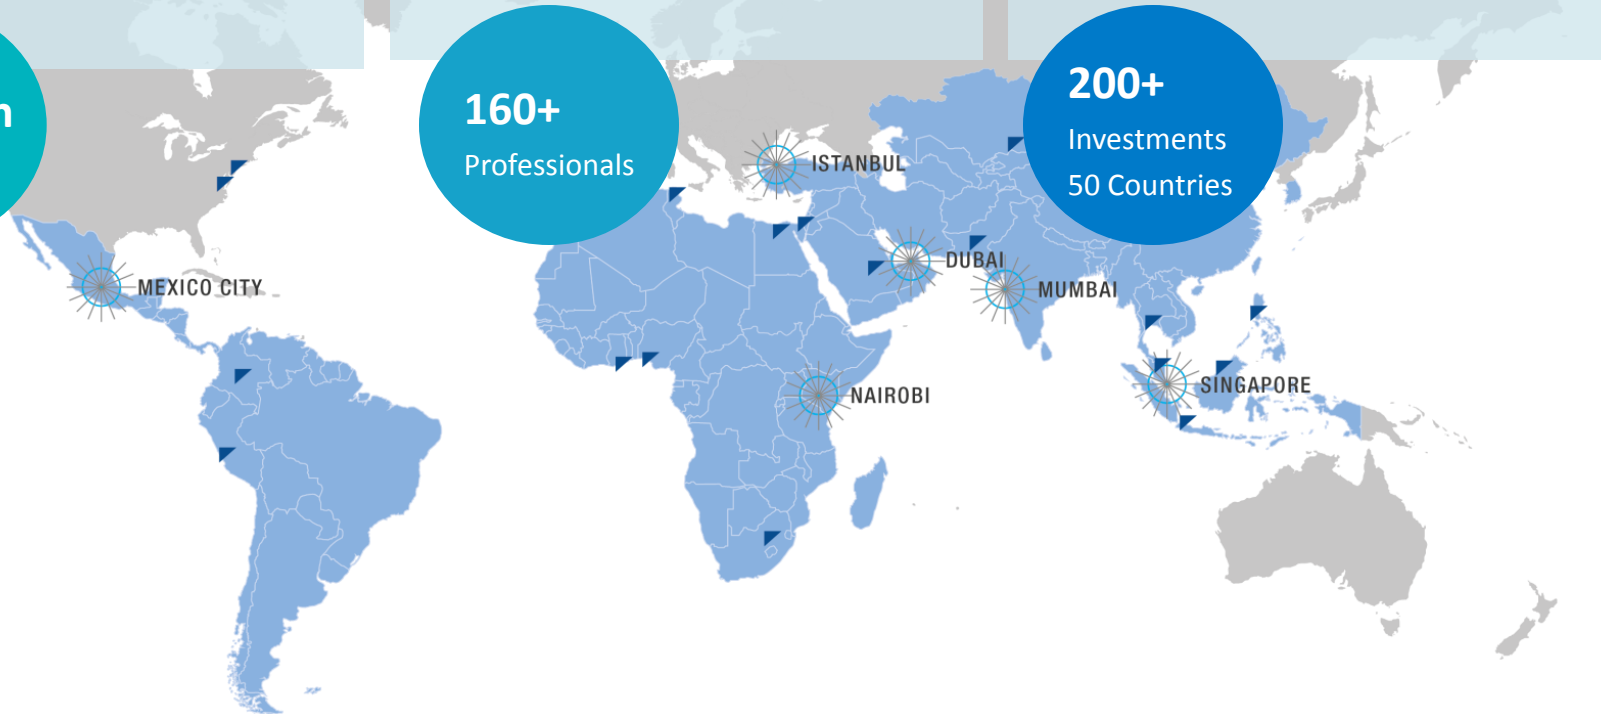 160+
Professionals
200+
Investments
50 Countries
ISTANBUL
DUBAI
MEXICO CITY
MUMBAI
SINGAPORE
NAIROBI